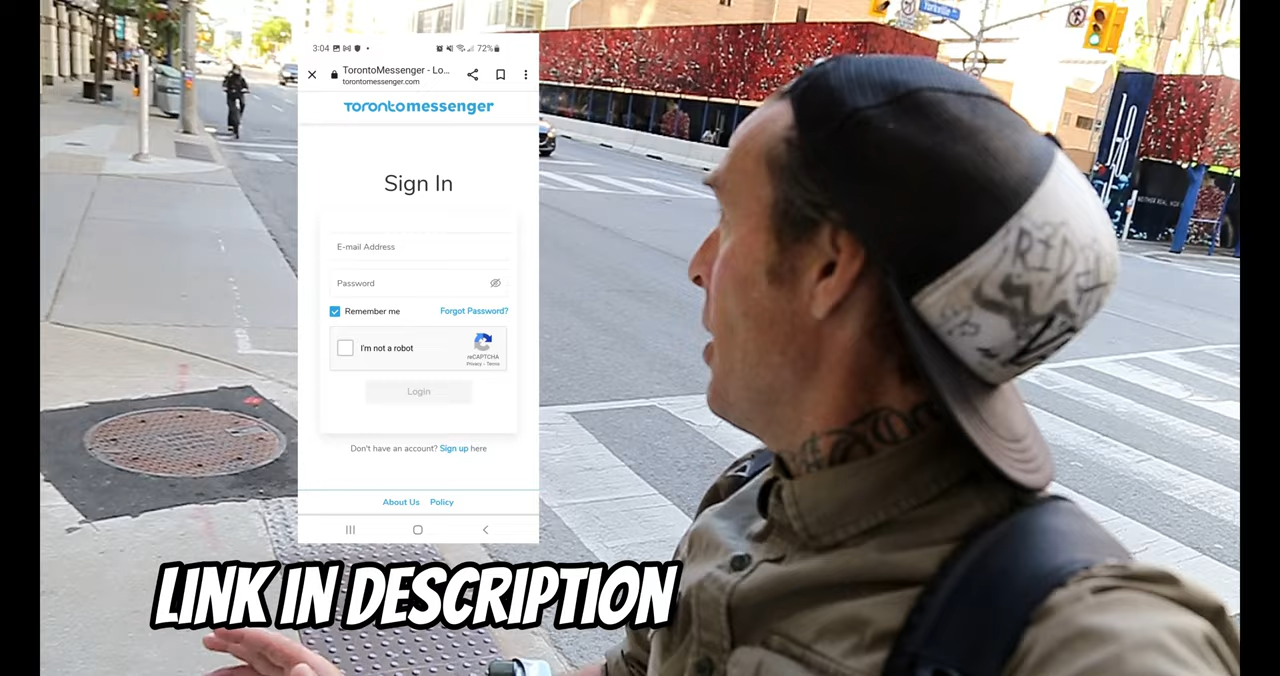 Yorkville
3:04
72%
TorontoMessenger - Lo...
torontomessenger.com
Torontomessenger
Sign In
E-mail Address
Password
Remember me
Forgot Password?
I'm not a robot
reCAPTCHA
Privacy - Terms
Login
Don't have an account? Sign up here
About Us
Policy
LINK IN DESCRIPTION